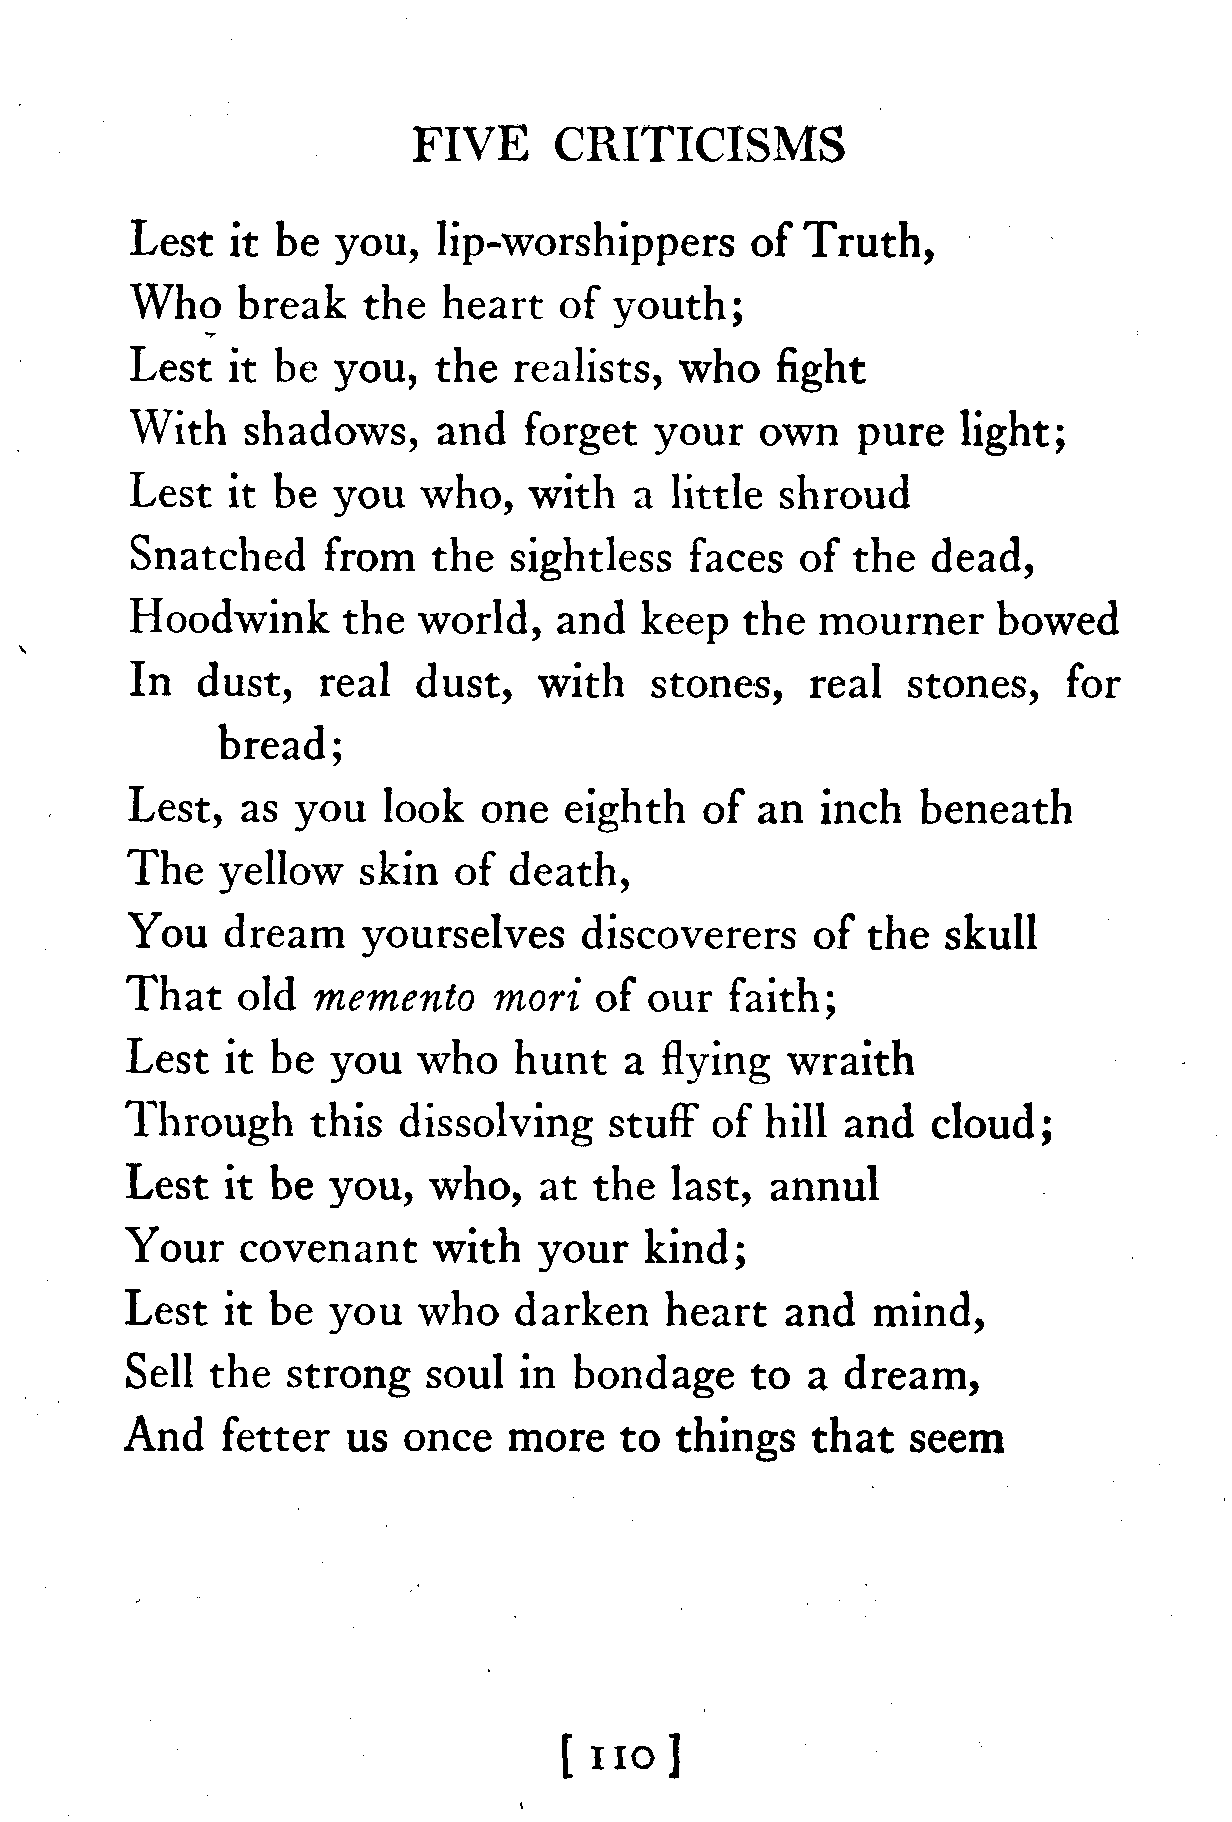 FIVE CRITICISMS
Lest it be you, lip-worshippers of Truth,
Who break the heart of youth;
Lest it be you, the realists, who fight
With shadows, and forget your own pure light;
Lest it be you who, with a little shroud
Snatched from the sightless faces of the dead,
Hoodwink the world, and keep the mourner bowed
In dust, real dust, with stones, real stones, for
bread;
Lest, as you look one eighth of an inch beneath
The yellow skin of death,
You dream yourselves discoverers of the skull
That old memento mori of our faith;
Lest it be you who hunt a flying wraith
Through this dissolving stuff of hill and cloud;
Lest it be you, who, at the last, annul
Your covenant with your kind;
Lest it be you who darken heart and mind,
Sell the strong soul in bondage to a dream,
And fetter us once more to things that seem
[ 110 ]